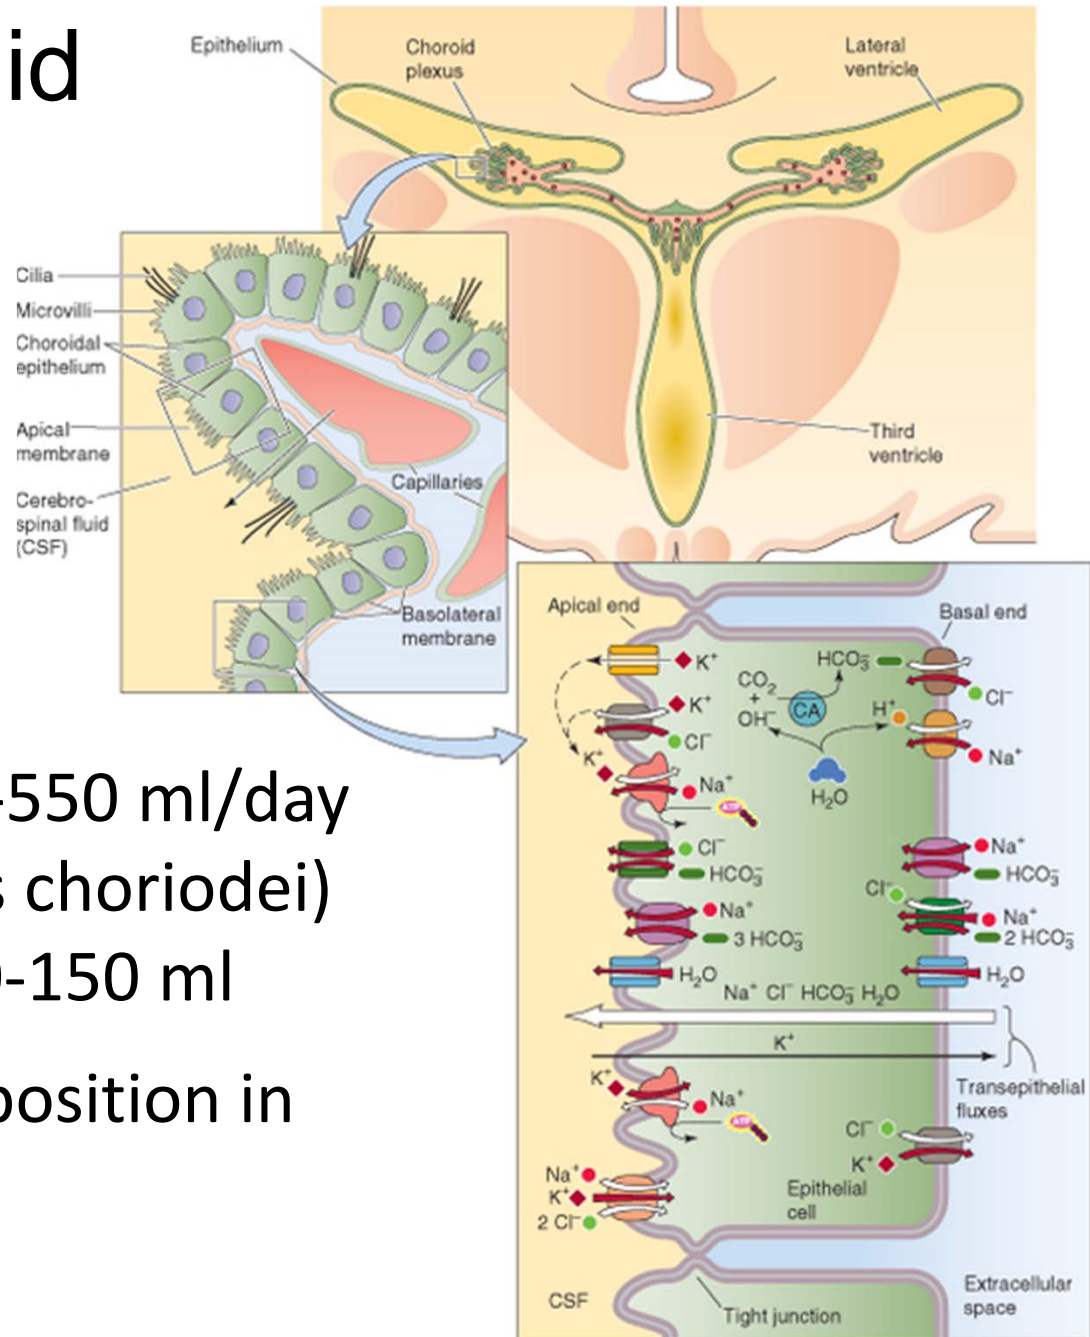 id
Epithelium
Choroid
plexus
Lateral
ventricle
Cilia
Microvilli
Choroidal
epithelium
Apical
membrane
Cerebro-
spinal fluid
(CSF)
Capillaries
Basolateral
membrane
Third
ventricle
-550 ml/day
s choriodei)
0-150 ml
position in
Apical end
Basal end
K⁺
HCO₃⁻
CO₂
+
OH⁻
CA
Cl⁻
K⁺
Cl⁻
H⁺
Na⁺
K⁺
Na⁺
ATP
H₂O
Cl⁻
HCO₃⁻
Na⁺
HCO₃⁻
Cl⁻
Na⁺
3 HCO₃⁻
Na⁺
2 HCO₃⁻
H₂O
H₂O
Na⁺ Cl⁻ HCO₃⁻ H₂O
K⁺
Transepithelial
fluxes
K⁺
Na⁺
ATP
Cl⁻
K⁺
Na⁺
K⁺
2 Cl⁻
Epithelial
cell
CSF
Tight junction
Extracellular
space